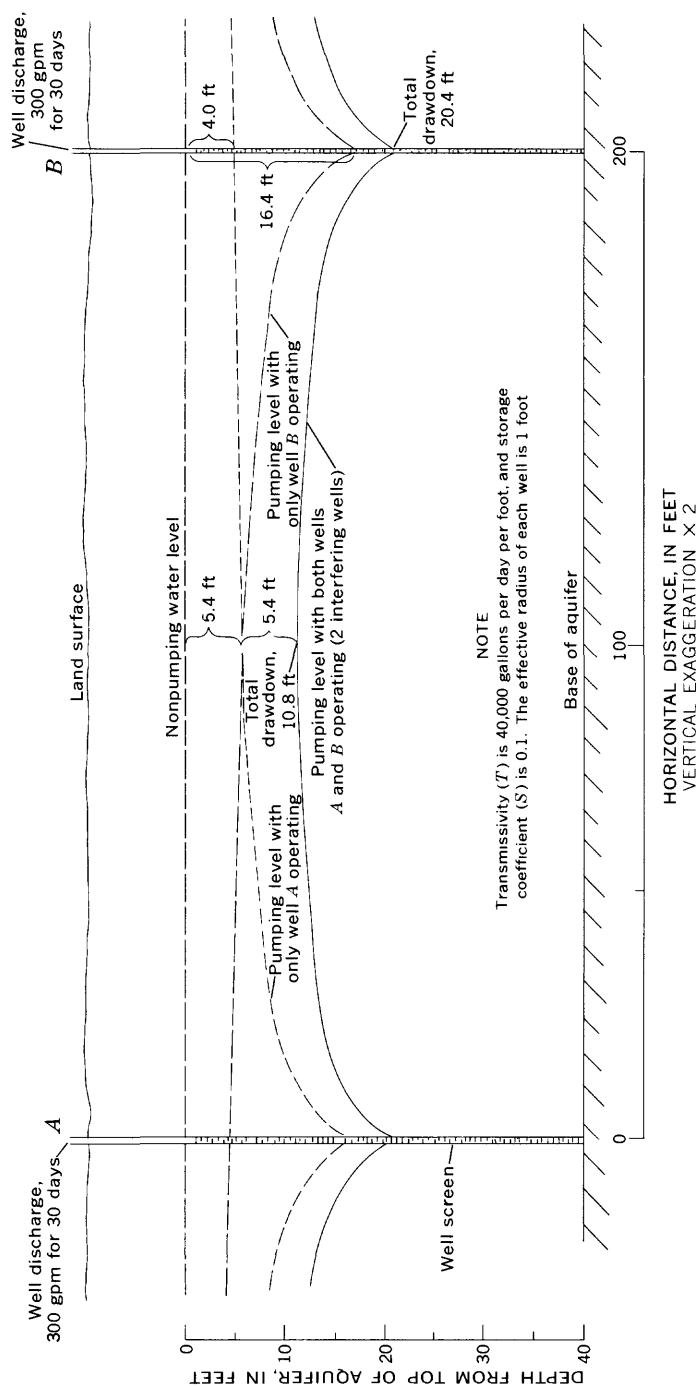 Well discharge,
300 gpm for 30 days
A
Well discharge,
300 gpm
for 30 days
B
Land surface
Nonpumping water level
4.0 ft
5.4 ft
5.4 ft
16.4 ft
Total
drawdown,
10.8 ft
Total
drawdown,
20.4 ft
Pumping level with
only well A operating
Pumping level with
only well B operating
Pumping level with both wells
A and B operating (2 interfering wells)
Well screen
NOTE
Transmissivity (T) is 40,000 gallons per day per foot, and storage
coefficient (S) is 0.1. The effective radius of each well is 1 foot
Base of aquifer
0
10
20
30
40
DEPTH FROM TOP OF AQUIFER, IN FEET
0
100
200
HORIZONTAL DISTANCE, IN FEET
VERTICAL EXAGGERATION × 2